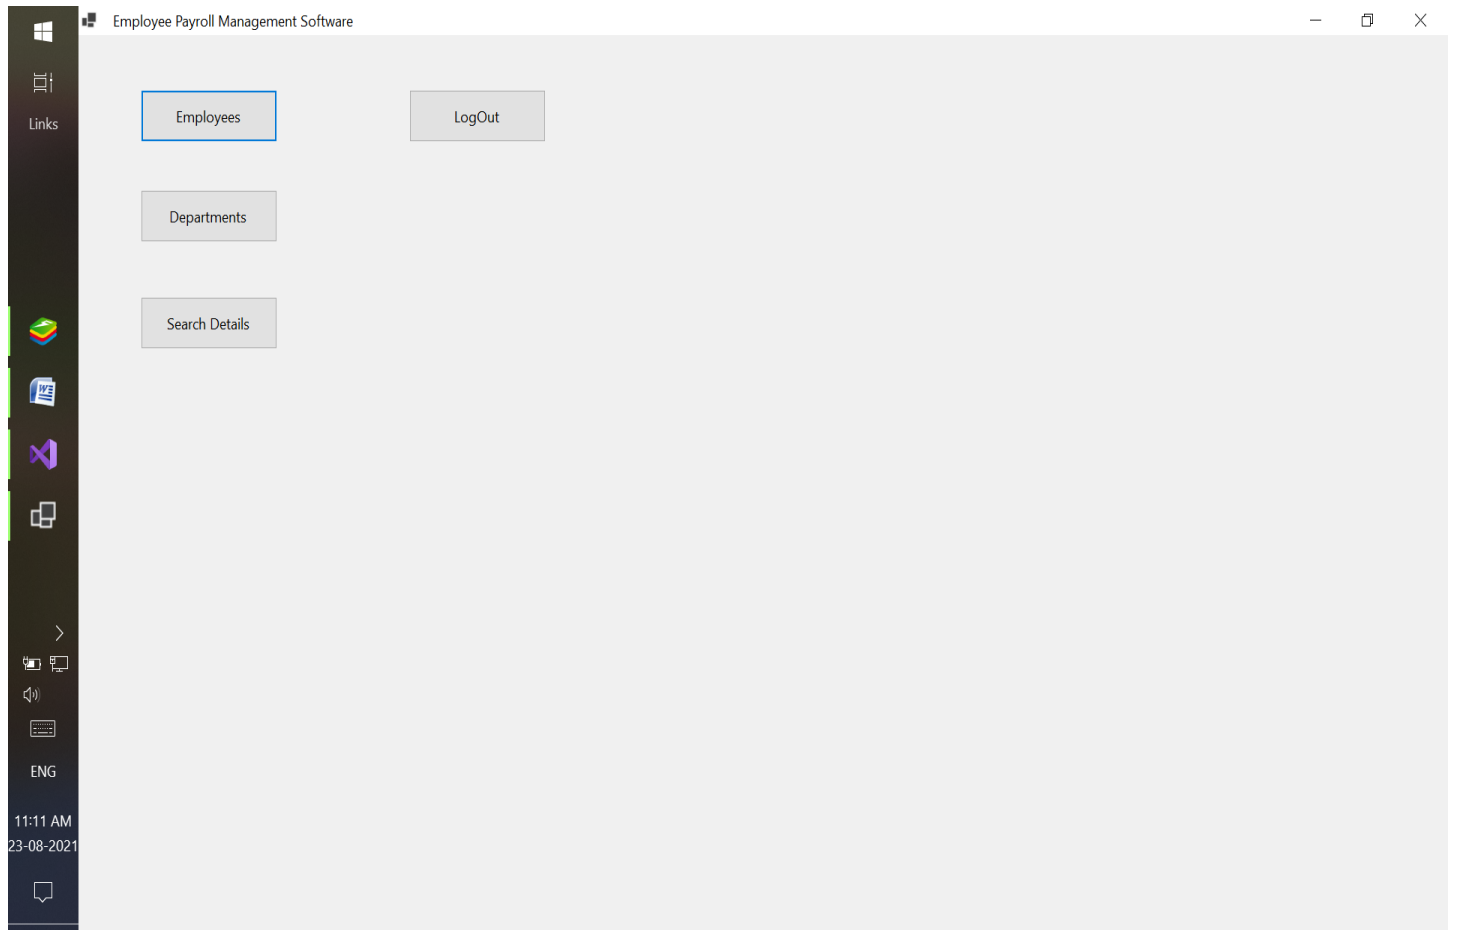 Employee Payroll Management Software
Links
Employees
LogOut
Departments
Search Details
ENG
11:11 AM
23-08-2021